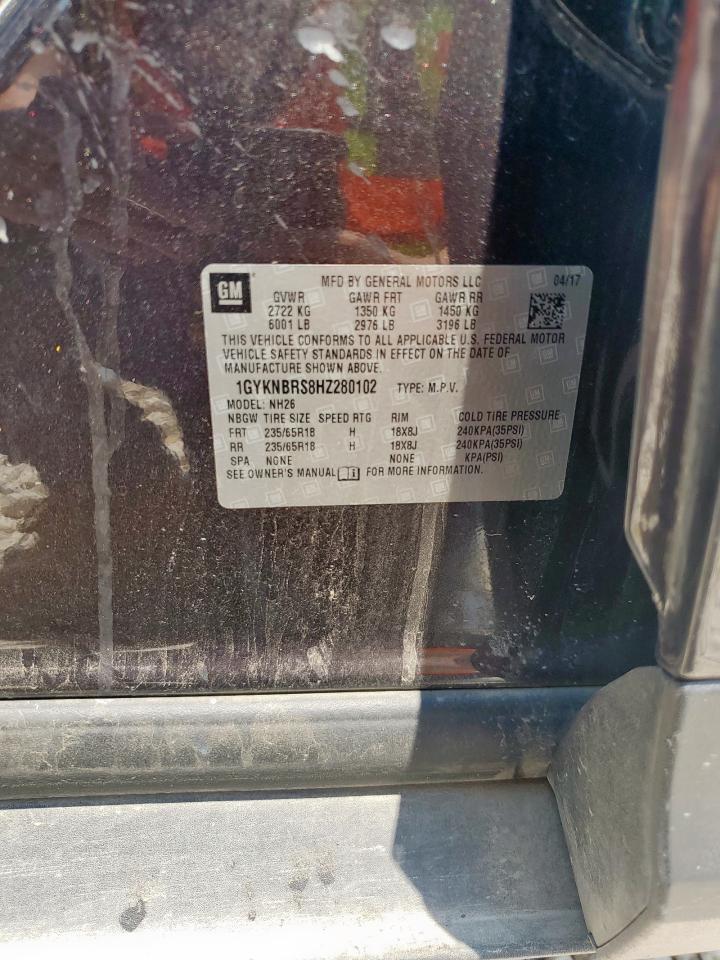 GM
MFD BY GENERAL MOTORS LLC 04/17
GVWR GAWR FRT GAWR RR
2722 KG 1350 KG 1450 KG
6001 LB 2976 LB 3196 LB
THIS VEHICLE CONFORMS TO ALL APPLICABLE U.S. FEDERAL MOTOR
VEHICLE SAFETY STANDARDS IN EFFECT ON THE DATE OF
MANUFACTURE SHOWN ABOVE.
1GYKNBRS8HZ280102 TYPE: M.P.V.
MODEL: NH26
NBGW TIRE SIZE SPEED RTG RIM COLD TIRE PRESSURE
FRT 235/65R18 H 18X8J 240KPA(35PSI)
RR 235/65R18 H 18X8J 240KPA(35PSI)
SPA NONE NONE KPA(PSI)
SEE OWNER'S MANUAL i FOR MORE INFORMATION.